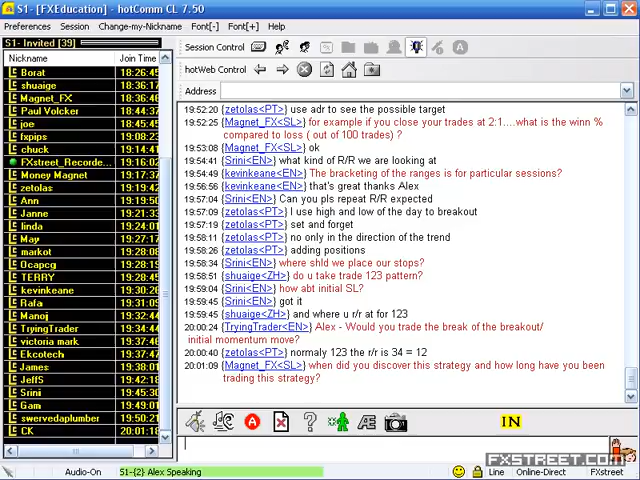 S1- [FXEducation] - hotComm CL 7.50
Preferences Session Change-my-Nickname Font[-] Font[+] Help
S1- Invited [39]
Session Control
Nickname Join Time
hotWeb Control
Address
Borat 18:26:45
shuaige 18:36:17
Magnet_FX 18:44:37
Paul Volcker
joe
fxpips 19:08:23
chuck 19:14:41
FXstreet_Recorde... 19:16:02
Money Magnet 19:17:37
zetolas 19:19:42
Ann 19:19:50
Janne 19:21:33
linda 19:24:01
May 19:27:17
markot 19:28:06
Ocapcg 19:28:13
TERRY 19:28:25
kevinkeane 19:30:26
Rafa 19:31:05
Manoj 19:32:12
TryingTrader 19:34:44
victoria mark 19:37:46
Ekcotech 19:37:51
James 19:38:01
JeffS 19:42:17
Srini 19:45:30
Gam 19:49:01
swervedaplumber 19:50:21
CK 20:01:18
19:52:20 {zetolas<PT>} use adr to see the possible target
19:52:25 {Magnet_FX<SL>} for example if you close your trades at 2:1....what is the winn %
compared to loss ( out of 100 trades) ?
19:53:08 {Magnet_FX<SL>} ok
19:54:41 {Srini<EN>} what kind of R/R we are looking at
19:54:49 {kevinkeane<EN>} The bracketing of the ranges is for particular sessions?
19:56:56 {kevinkeane<EN>} that's great thanks Alex
19:57:04 {Srini<EN>} Can you pls repeat R/R expected
19:57:09 {zetolas<PT>} I use high and low of the day to breakout
19:57:19 {zetolas<PT>} set and forget
19:58:11 {zetolas<PT>} no only in the direction of the trend
19:58:26 {zetolas<PT>} adding positions
19:58:34 {Srini<EN>} where shld we place our stops?
19:58:51 {shuaige<ZH>} do u take trade 123 pattern?
19:59:04 {Srini<EN>} how abt initial SL?
19:59:45 {Srini<EN>} got it
19:59:45 {shuaige<ZH>} and where u r/r at for 123
20:00:24 {TryingTrader<EN>} Alex - Would you trade the break of the breakout/
initial momentum move?
20:00:40 {zetolas<PT>} normaly 123 the r/r is 34 = 12
20:01:09 {Magnet_FX<SL>} when did you discover this strategy and how long have you been
trading this strategy?
IN
FXSTREET.COM
Audio-On S1-{2} Alex Speaking Line Online-Direct FXstreet